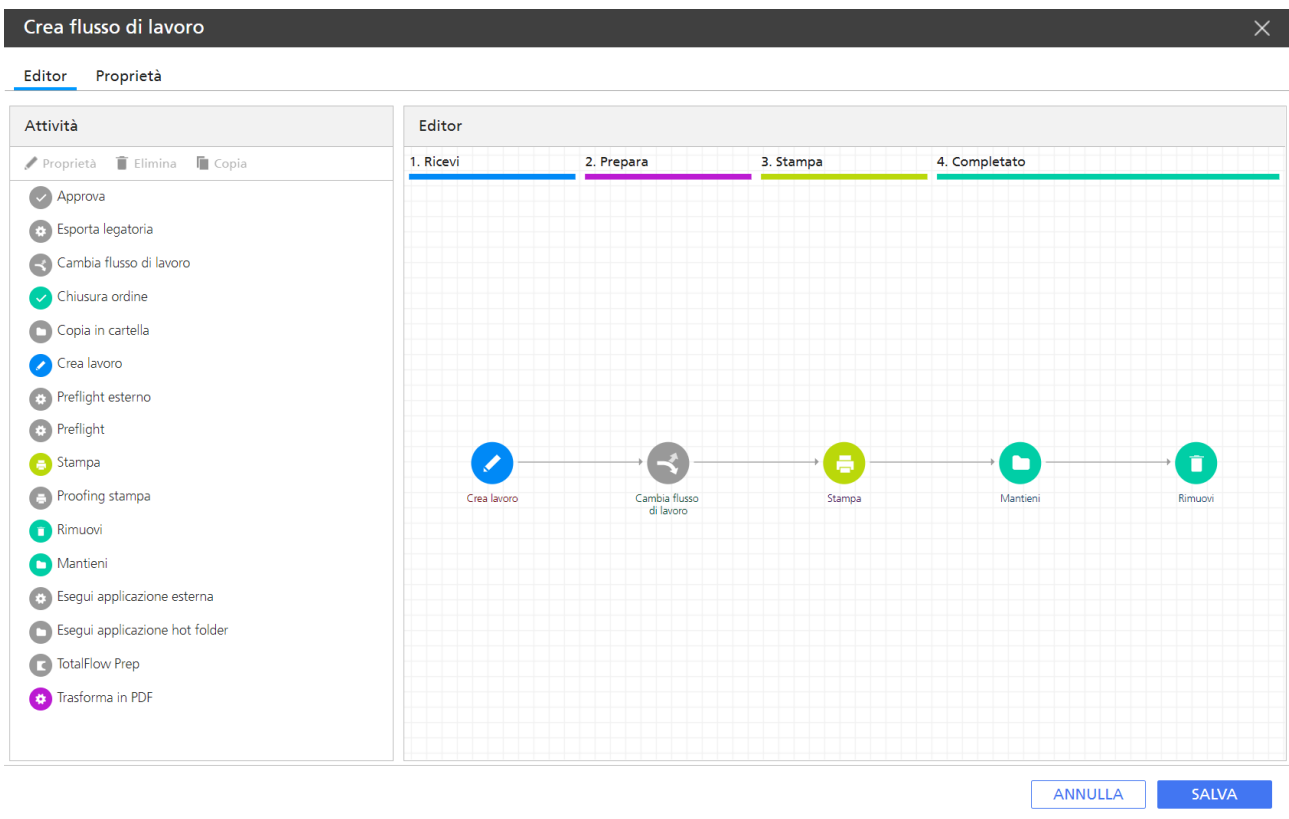 Crea flusso di lavoro
Editor Proprietà
Attività
Proprietà Elimina Copia
Approva
Esporta legatoria
Cambia flusso di lavoro
Chiusura ordine
Copia in cartella
Crea lavoro
Preflight esterno
Preflight
Stampa
Proofing stampa
Rimuovi
Mantieni
Esegui applicazione esterna
Esegui applicazione hot folder
TotalFlow Prep
Trasforma in PDF
Editor
1. Ricevi 2. Prepara 3. Stampa 4. Completato
Crea lavoro
Cambia flusso
di lavoro
Stampa
Mantieni
Rimuovi
ANNULLA SALVA